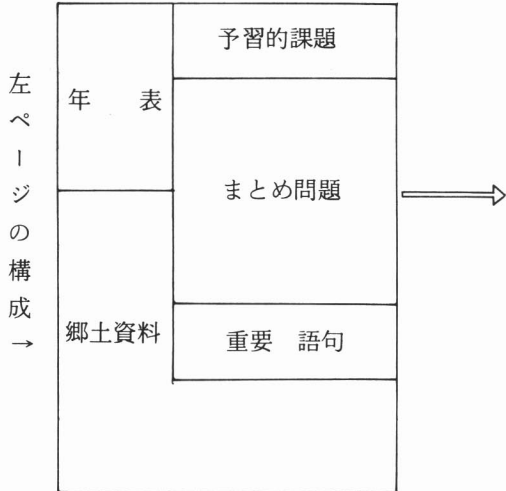 左ページの構成→
年　表
予習的課題
まとめ問題
郷土資料
重要　語句